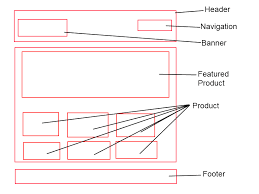 Header
Navigation
Banner
Featured
Product
Product
Footer